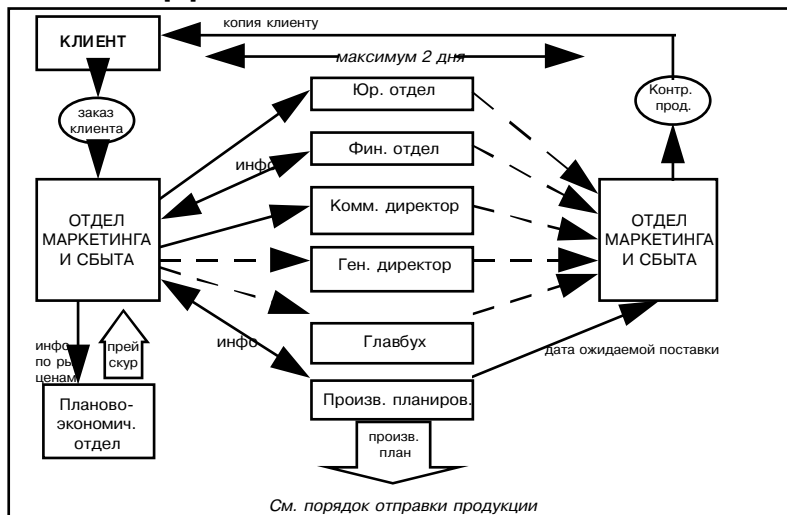 копия клиенту
КЛИЕНТ
максимум 2 дня
Юр. отдел
Контр.
прод.
заказ
клиента
инфо
Фин. отдел
ОТДЕЛ
МАРКЕТИНГА
И СБЫТА
Комм. директор
ОТДЕЛ
МАРКЕТИНГА
И СБЫТА
Ген. директор
инфо
по ры
ценам
прей
скур
инфо
Главбух
дата ожидаемой поставки
Планово-
экономич.
отдел
Произв. планиров.
произв.
план
См. порядок отправки продукции